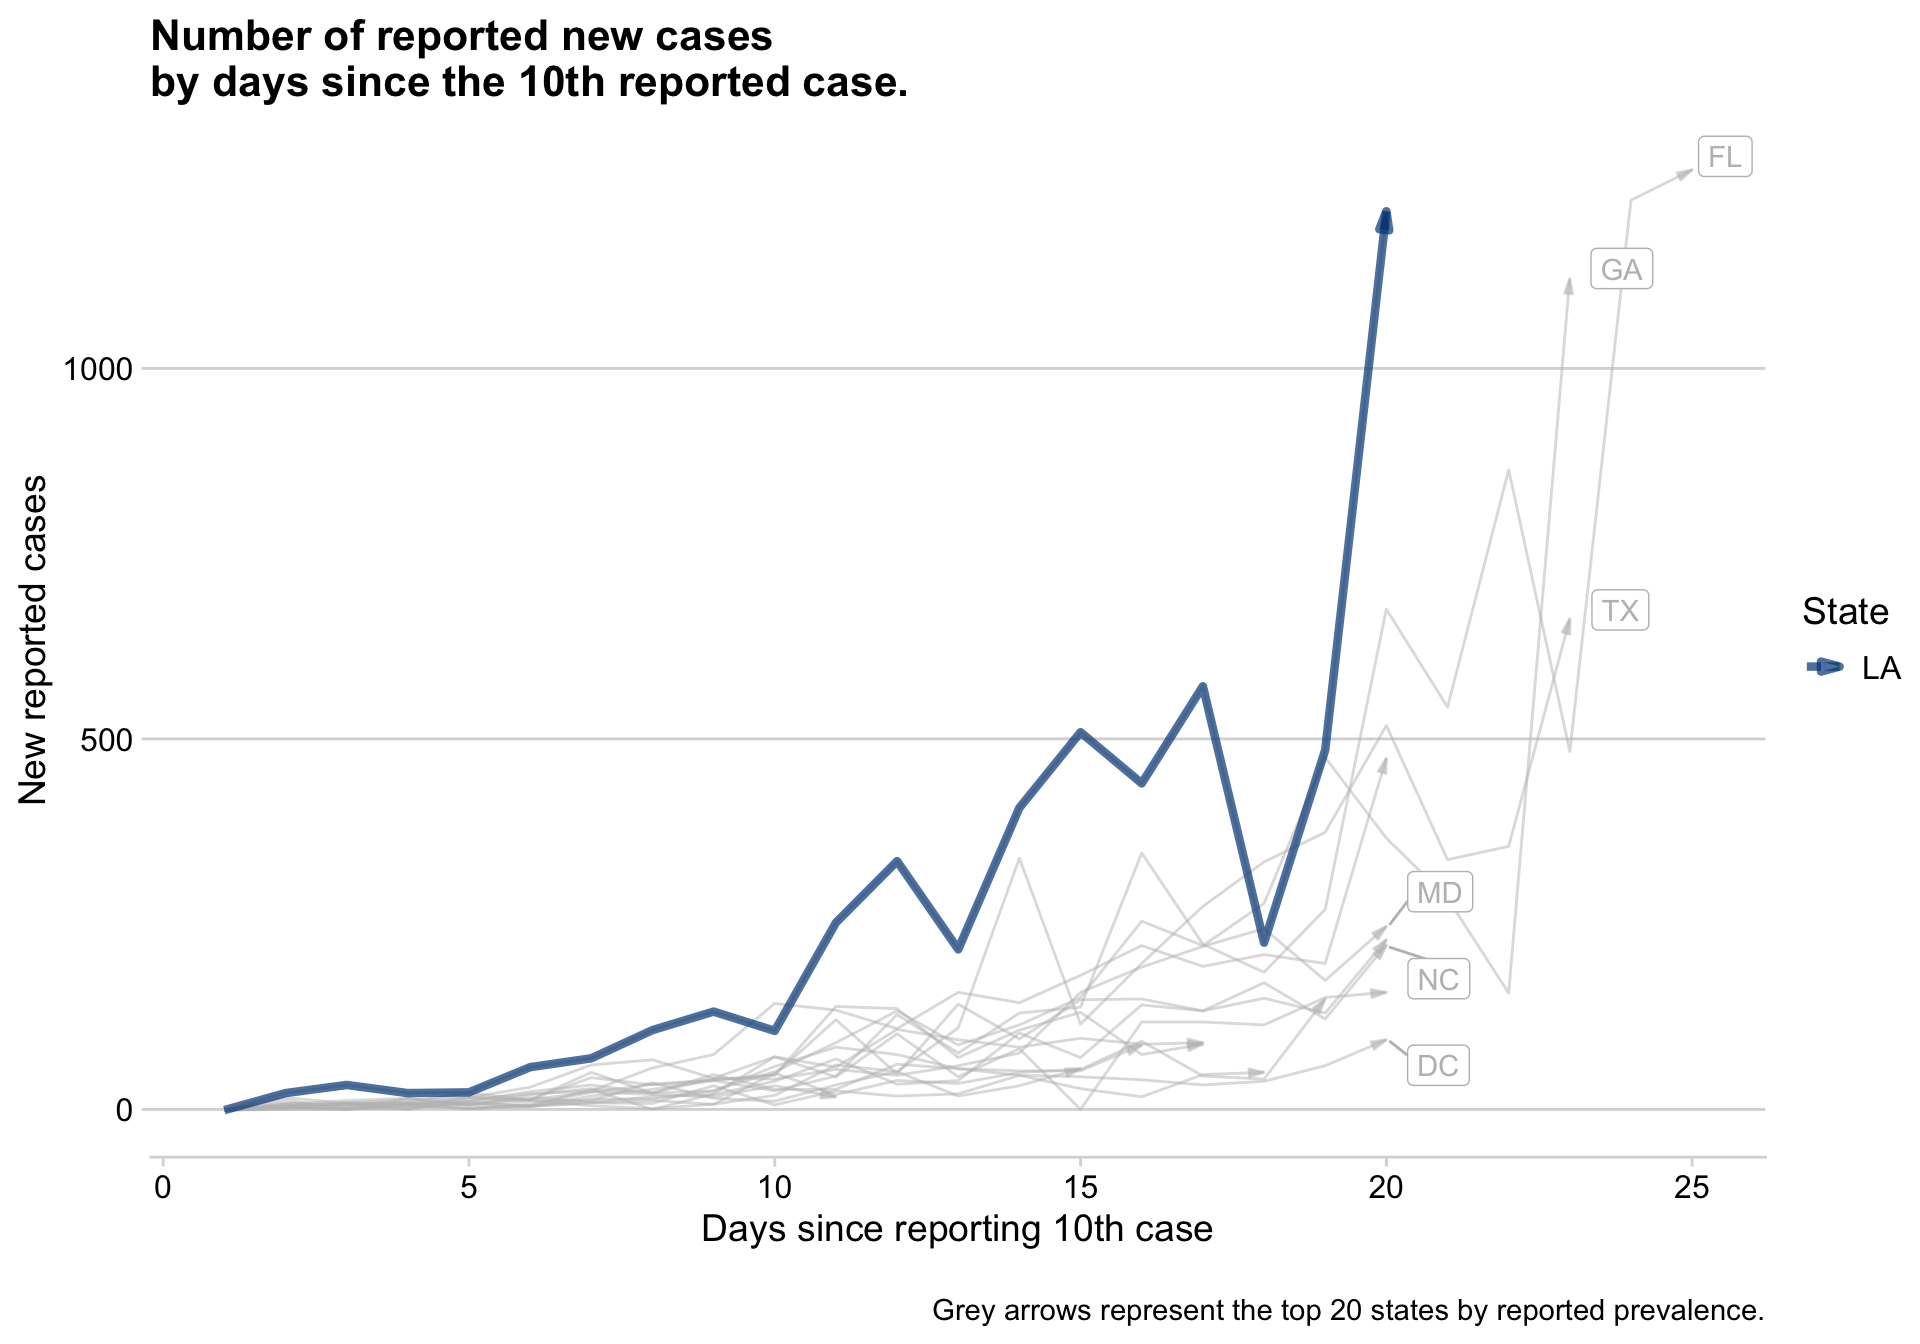 Number of reported new cases
by days since the 10th reported case.
FL
GA
1000
TX
State
LA
New reported cases
500
MD
NC
DC
0
0 5 10 15 20 25
Days since reporting 10th case
Grey arrows represent the top 20 states by reported prevalence.